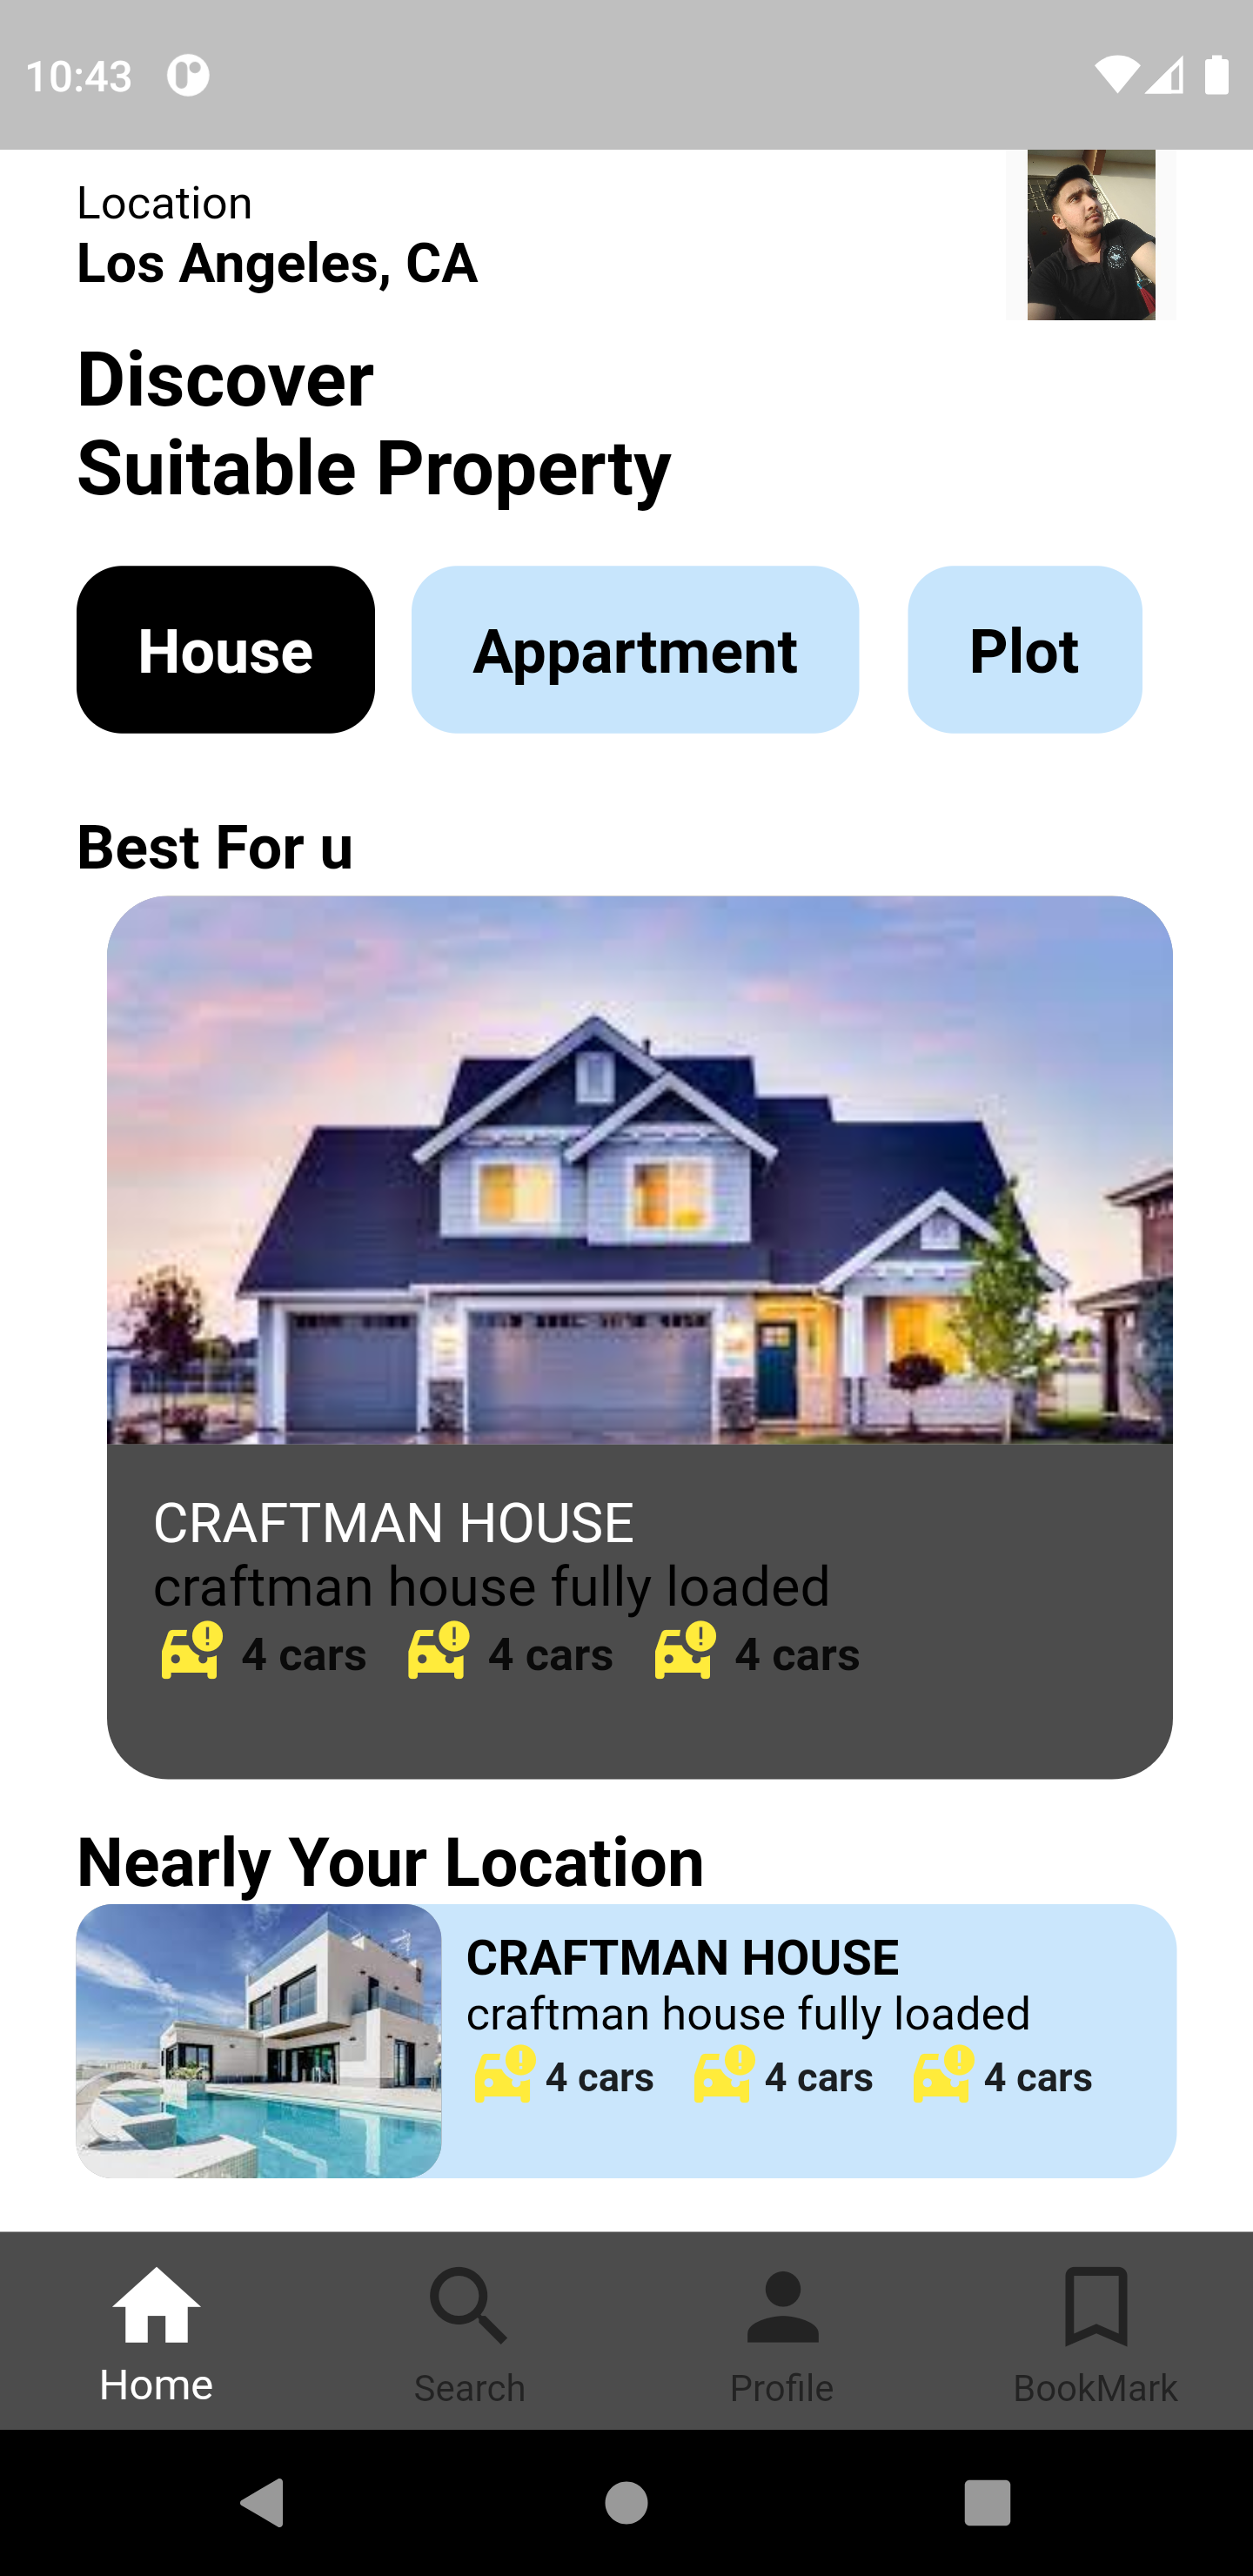 10:43
Location
Los Angeles, CA
Discover
Suitable Property
House Appartment Plot
Best For u
CRAFTMAN HOUSE
craftman house fully loaded
4 cars 4 cars 4 cars
Nearly Your Location
CRAFTMAN HOUSE
craftman house fully loaded
4 cars 4 cars 4 cars
Home Search Profile BookMark